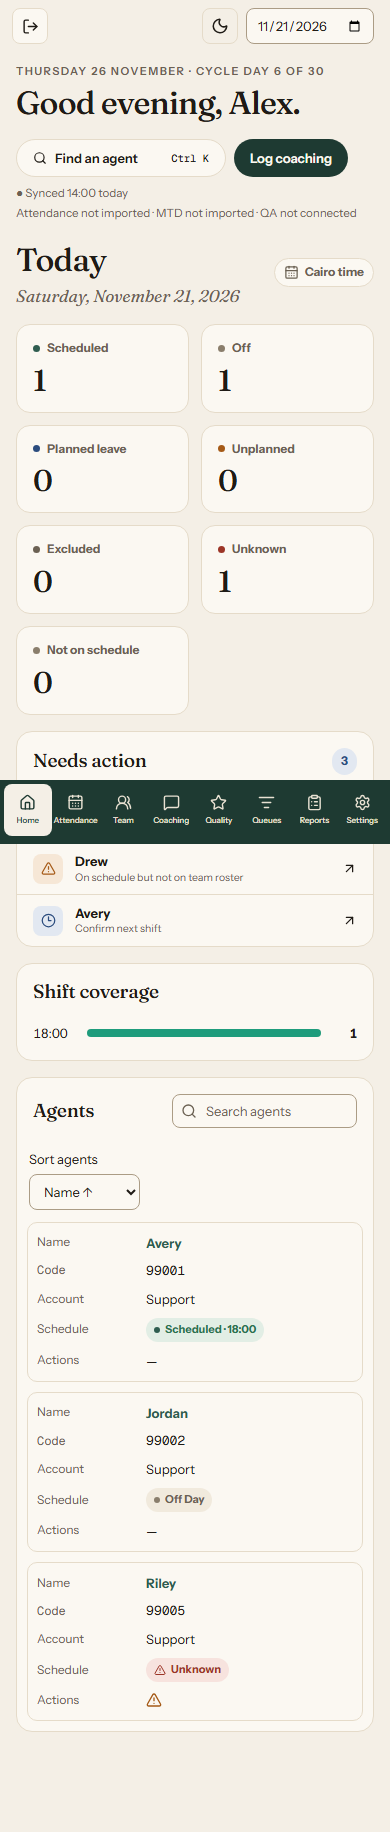 11/21/2026
THURSDAY 26 NOVEMBER · CYCLE DAY 6 OF 30
Good evening, Alex.
Find an agent Ctrl K
Log coaching
Synced 14:00 today
Attendance not imported · MTD not imported · QA not connected
Today
Cairo time
Saturday, November 21, 2026
Scheduled
1
Off
1
Planned leave
0
Unplanned
0
Excluded
0
Unknown
1
Not on schedule
0
Needs action 3
Home Attendance Team Coaching Quality Queues Reports Settings
Drew
On schedule but not on team roster
Avery
Confirm next shift
Shift coverage
18:00 1
Agents
Search agents
Sort agents
Name ↑
Name Avery
Code 99001
Account Support
Schedule Scheduled · 18:00
Actions —
Name Jordan
Code 99002
Account Support
Schedule Off Day
Actions —
Name Riley
Code 99005
Account Support
Schedule Unknown
Actions